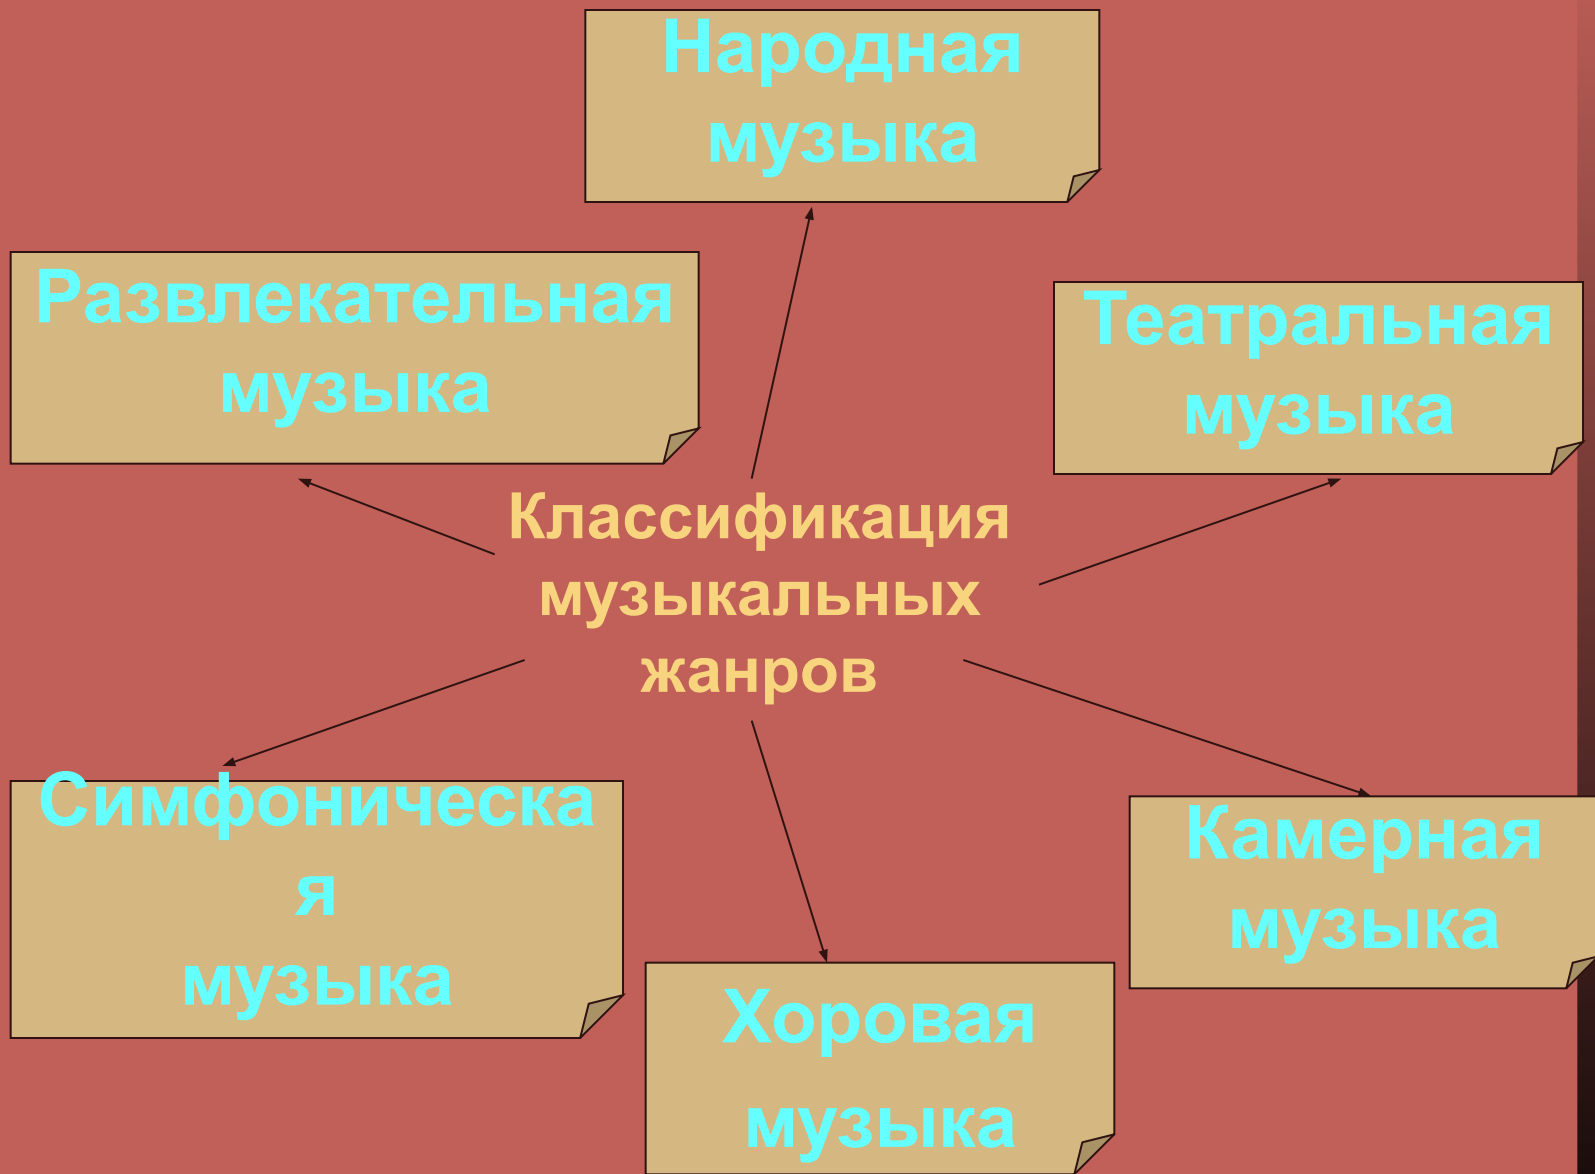 Народная
музыка
Развлекательная
музыка
Театральная
музыка
Классификация
музыкальных
жанров
Симфоническа
я
музыка
Камерная
музыка
Хоровая
музыка